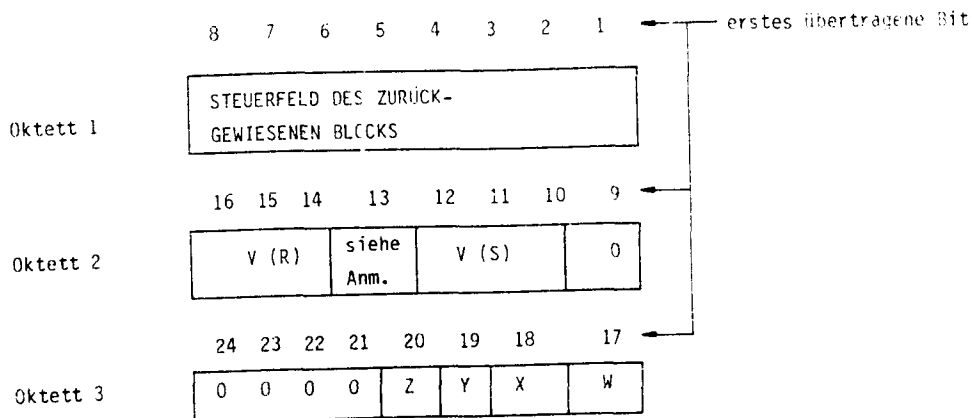 8 7 6 5 4 3 2 1 erstes übertragene Bit
STEUERFELD DES ZURÜCK-
Oktett 1
GEWIESENEN BLOCKS
16 15 14 13 12 11 10 9
Oktett 2 V (R) siehe Anm. V (S) 0
24 23 22 21 20 19 18 17
Oktett 3 0 0 0 0 Z Y X W